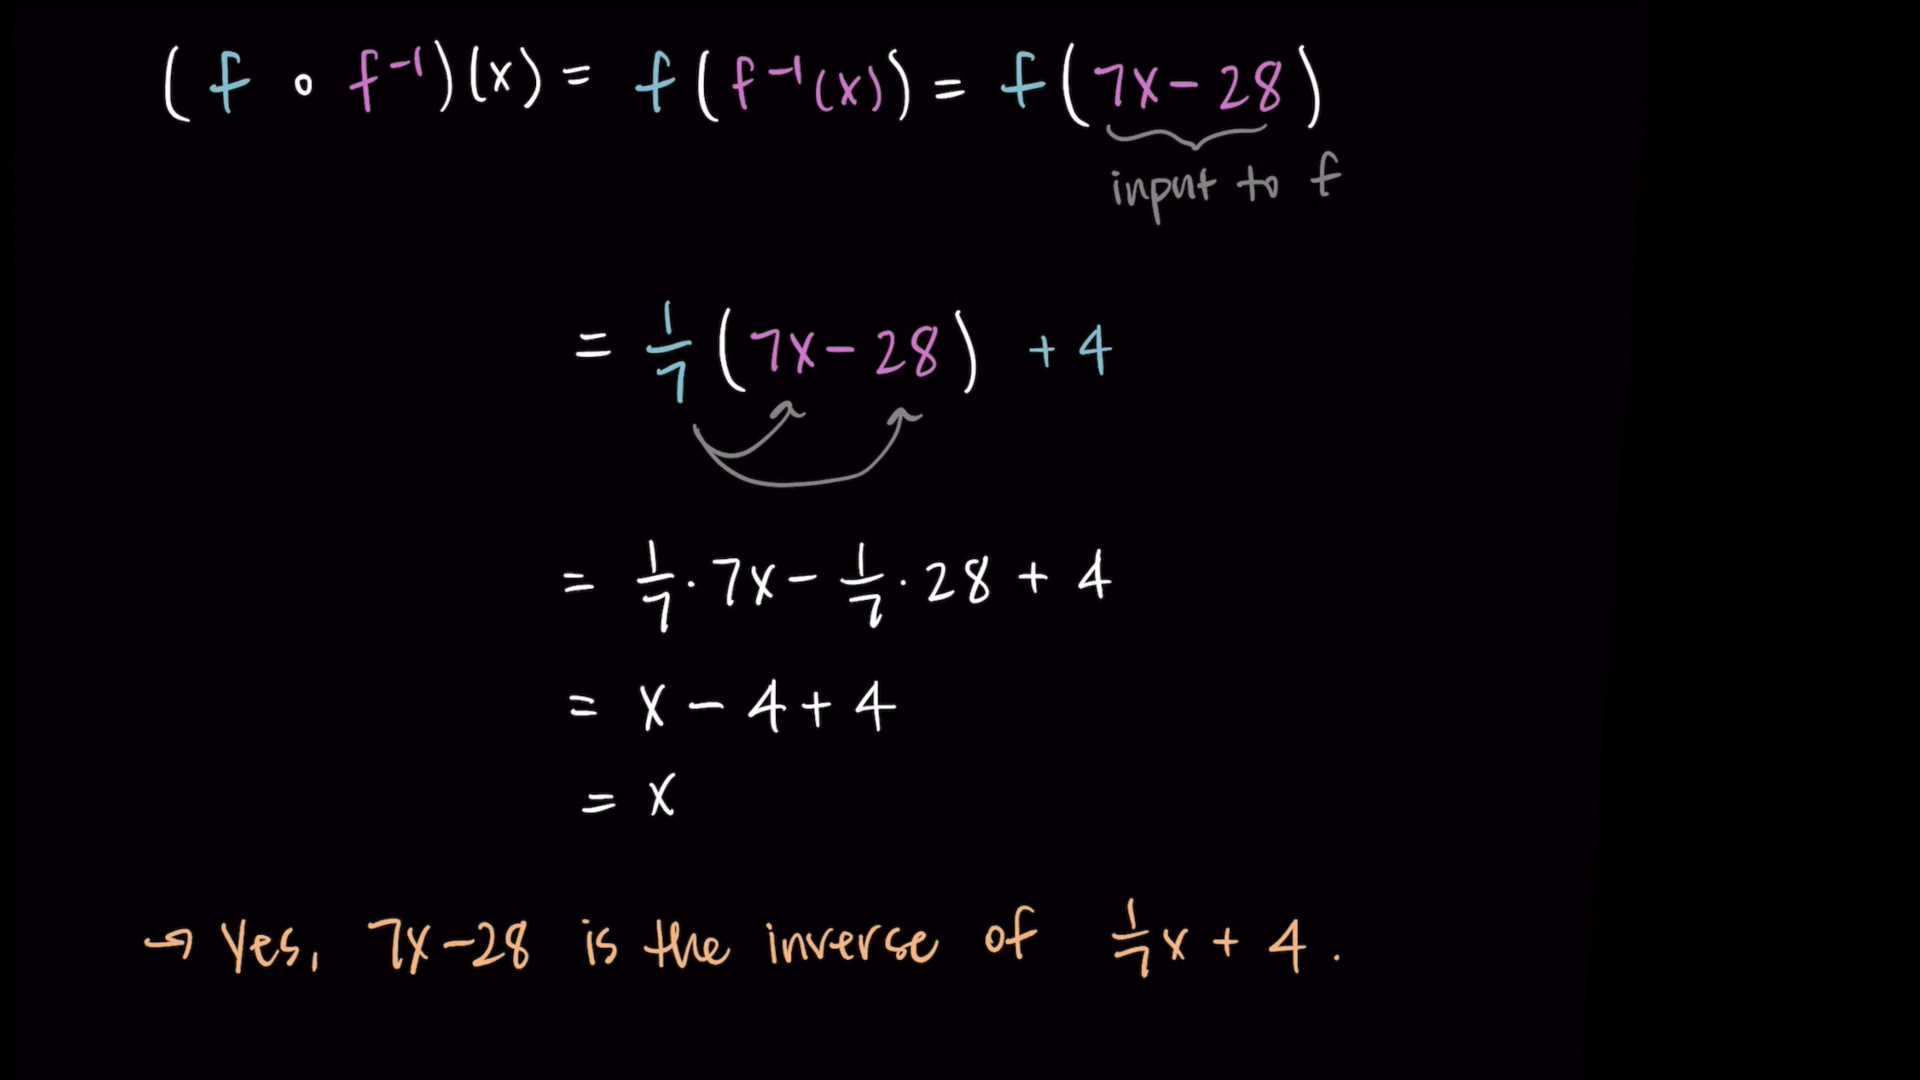 (f ∘ f⁻¹)(x) = f(f⁻¹(x)) = f(7x - 28)
input to f
= 1/7 (7x - 28) + 4
= 1/7 · 7x - 1/7 · 28 + 4
= x - 4 + 4
= x
→ Yes, 7x - 28 is the inverse of 1/7 x + 4.